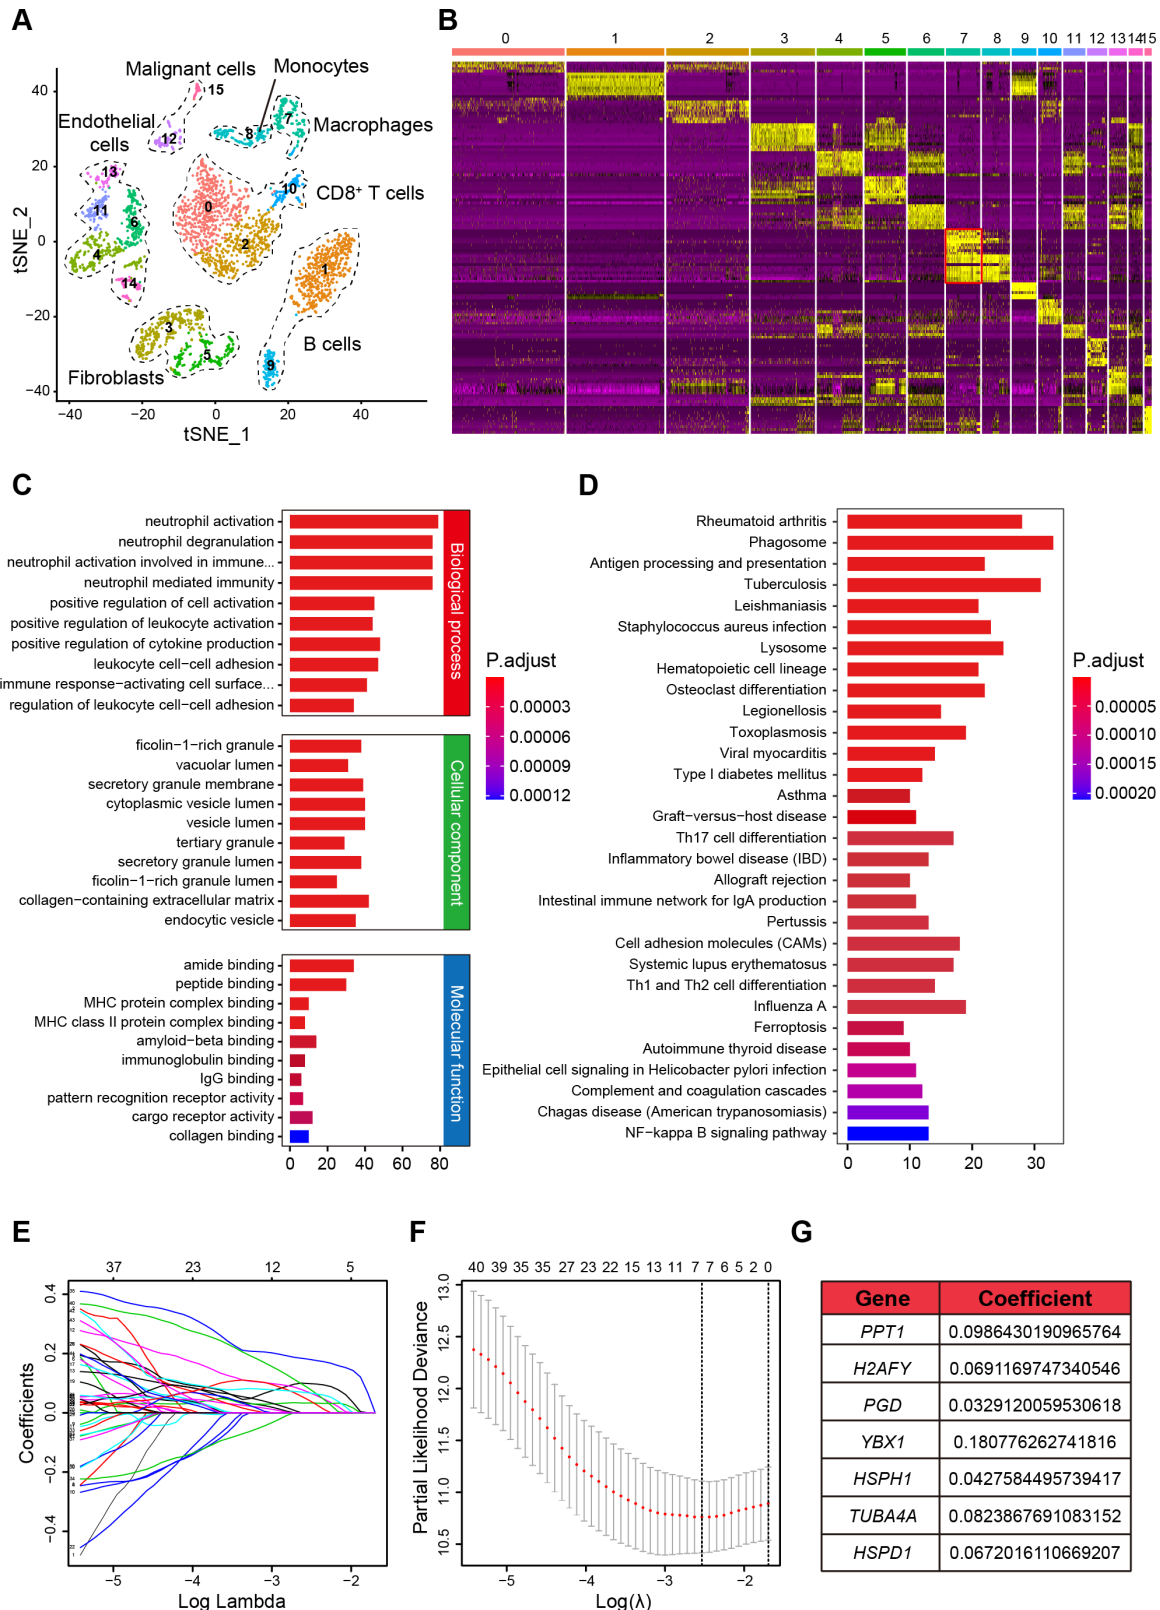 A
Malignant cells
Monocytes
15
Endothelial
cells
12
8
7
Macrophages
13
10
CD8⁺ T cells
0
11
6
2
4
1
14
3
5
9
B cells
Fibroblasts
40
20
0
−20
−40
tSNE_2
−40
−20
0
20
40
tSNE_1
B
0 1 2 3 4 5 6 7 8 9 10 11 12 13 14 15
C
neutrophil activation
neutrophil degranulation
neutrophil activation involved in immune...
neutrophil mediated immunity
positive regulation of cell activation
positive regulation of leukocyte activation
positive regulation of cytokine production
leukocyte cell−cell adhesion
immune response−activating cell surface...
regulation of leukocyte cell−cell adhesion
Biological process
ficolin−1−rich granule
vacuolar lumen
secretory granule membrane
cytoplasmic vesicle lumen
vesicle lumen
tertiary granule
secretory granule lumen
ficolin−1−rich granule lumen
collagen−containing extracellular matrix
endocytic vesicle
Cellular component
amide binding
peptide binding
MHC protein complex binding
MHC class II protein complex binding
amyloid−beta binding
immunoglobulin binding
IgG binding
pattern recognition receptor activity
cargo receptor activity
collagen binding
Molecular function
0 20 40 60 80
P.adjust
0.00003
0.00006
0.00009
0.00012
D
Rheumatoid arthritis
Phagosome
Antigen processing and presentation
Tuberculosis
Leishmaniasis
Staphylococcus aureus infection
Lysosome
Hematopoietic cell lineage
Osteoclast differentiation
Legionellosis
Toxoplasmosis
Viral myocarditis
Type I diabetes mellitus
Asthma
Graft−versus−host disease
Th17 cell differentiation
Inflammatory bowel disease (IBD)
Allograft rejection
Intestinal immune network for IgA production
Pertussis
Cell adhesion molecules (CAMs)
Systemic lupus erythematosus
Th1 and Th2 cell differentiation
Influenza A
Ferroptosis
Autoimmune thyroid disease
Epithelial cell signaling in Helicobacter pylori infection
Complement and coagulation cascades
Chagas disease (American trypanosomiasis)
NF−kappa B signaling pathway
0 10 20 30
P.adjust
0.00005
0.00010
0.00015
0.00020
E
37 23 12 5
0.4
0.2
0.0
−0.2
−0.4
Coefficients
−5 −4 −3 −2
Log Lambda
F
40 39 35 35 27 23 22 15 13 11 7 7 6 5 2 0
13.0
12.5
12.0
11.5
11.0
10.5
Partial Likelihood Deviance
−5 −4 −3 −2
Log(λ)
G
Gene Coefficient
PPT1 0.0986430190965764
H2AFY 0.0691169747340546
PGD 0.0329120059530618
YBX1 0.180776262741816
HSPH1 0.0427584495739417
TUBA4A 0.0823867691083152
HSPD1 0.0672016110669207